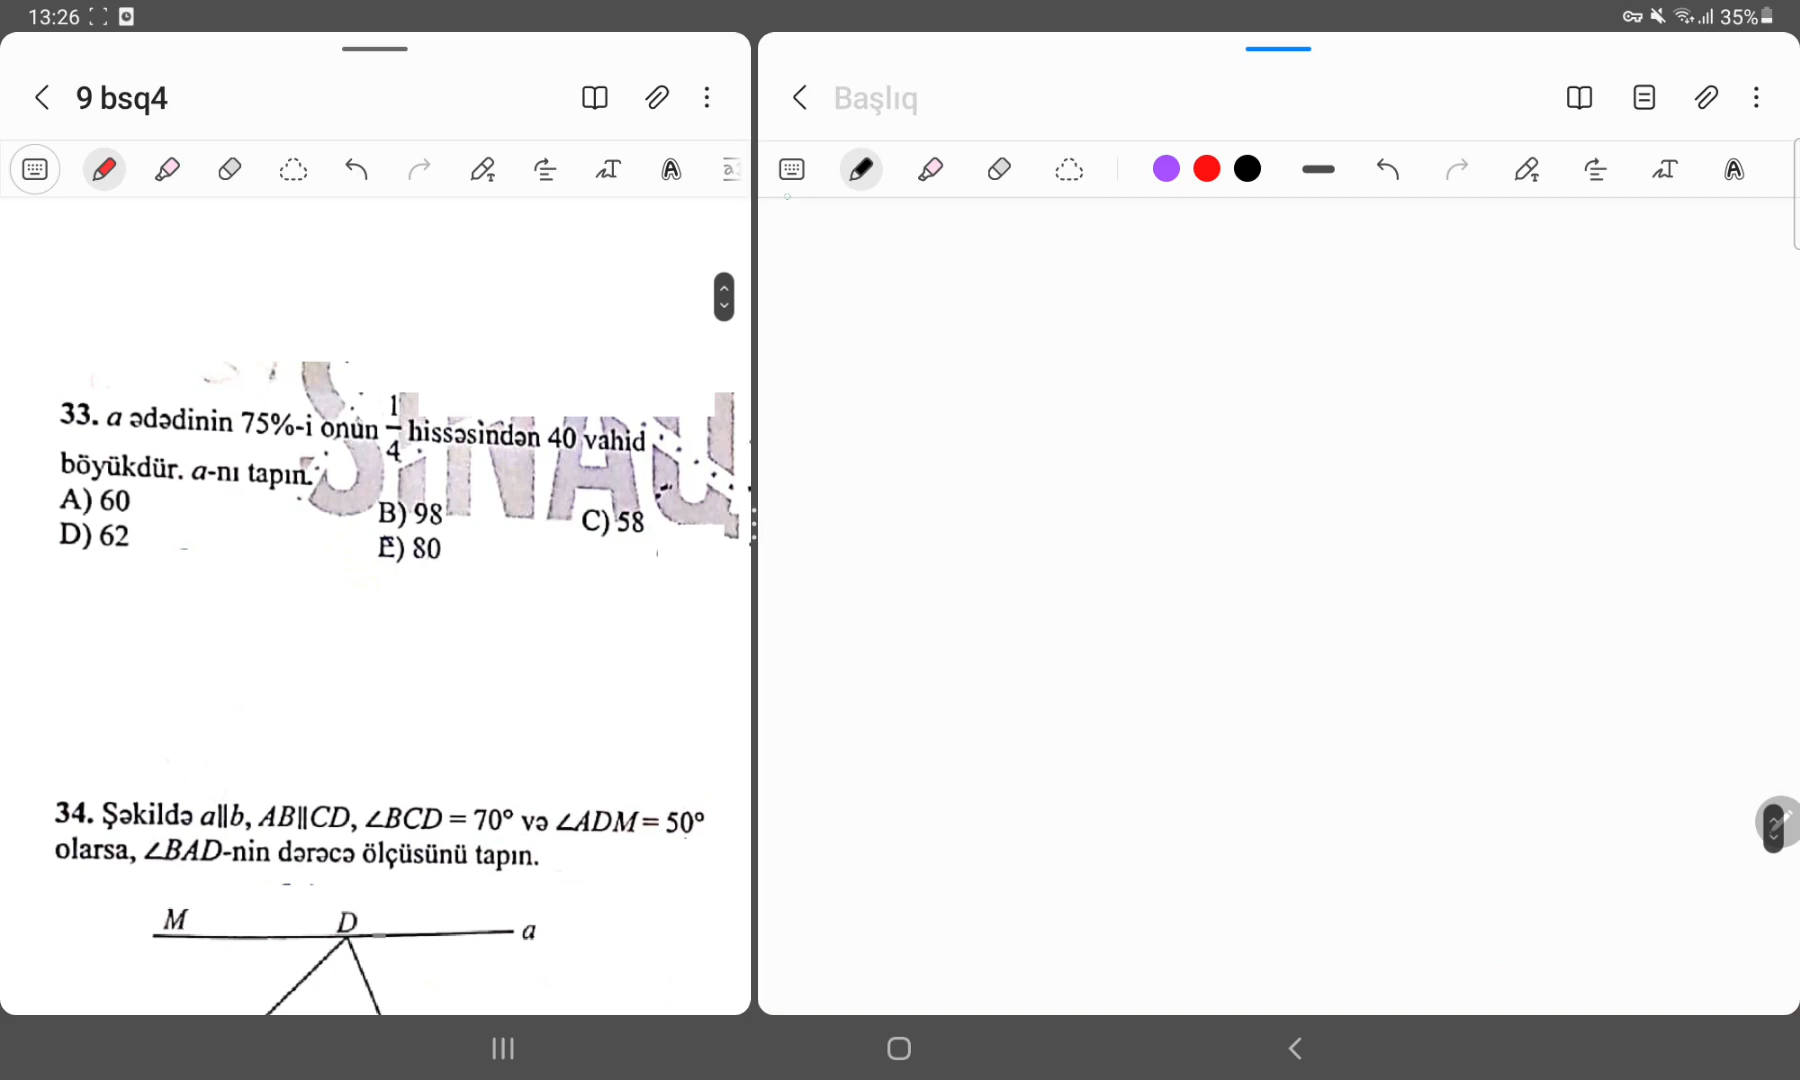 13:26
35%
9 bsq4
Başlıq
33. a ədədinin 75%-i onun 1/4 hissəsindən 40 vahid
böyükdür. a-nı tapın.
A) 60 B) 98 C) 58
D) 62 E) 80
SINAQ
34. Şəkildə a||b, AB||CD, ∠BCD = 70° və ∠ADM = 50°
olarsa, ∠BAD-nin dərəcə ölçüsünü tapın.
M D a